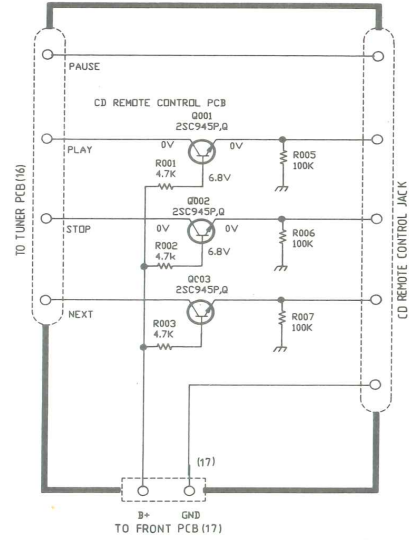 PAUSE
CD REMOTE CONTROL PCB
Q001
2SC945P,Q
PLAY
0V
0V
R001
4.7K
6.8V
R005
100K
Q002
2SC945P,Q
STOP
0V
0V
R002
4.7k
6.8V
R006
100K
Q003
2SC945P,Q
NEXT
R003
4.7K
R007
100K
TO TUNER PCB(16)
CD REMOTE CONTROL JACK
(17)
B+
GND
TO FRONT PCB(17)